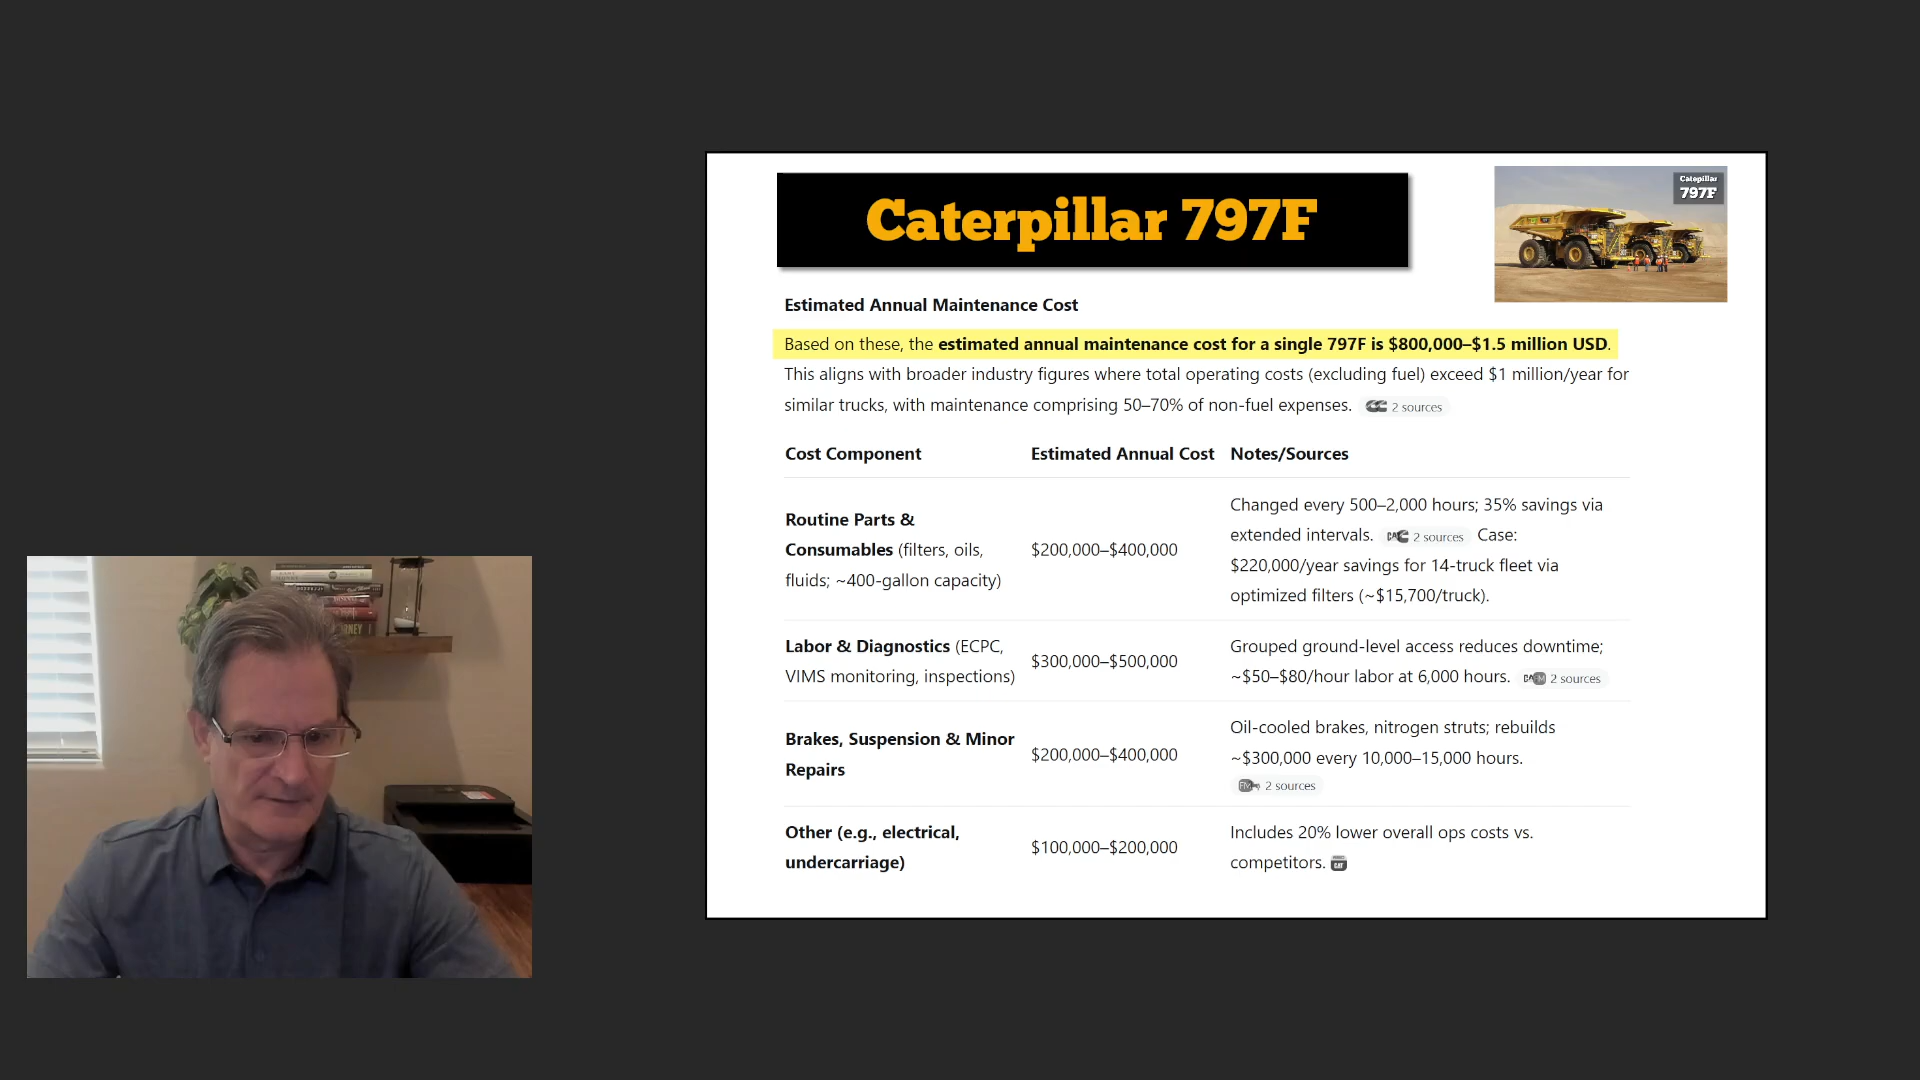 Caterpillar 797F
Catepillar
797F
Estimated Annual Maintenance Cost
Based on these, the estimated annual maintenance cost for a single 797F is $800,000–$1.5 million USD.
This aligns with broader industry figures where total operating costs (excluding fuel) exceed $1 million/year for
similar trucks, with maintenance comprising 50–70% of non-fuel expenses. 2 sources
Cost Component Estimated Annual Cost Notes/Sources
Routine Parts &
Consumables (filters, oils,
fluids; ~400-gallon capacity)
$200,000–$400,000
Changed every 500–2,000 hours; 35% savings via
extended intervals. 2 sources Case:
$220,000/year savings for 14-truck fleet via
optimized filters (~$15,700/truck).
Labor & Diagnostics (ECPC,
VIMS monitoring, inspections)
$300,000–$500,000
Grouped ground-level access reduces downtime;
~$50–$80/hour labor at 6,000 hours. 2 sources
Brakes, Suspension & Minor
Repairs
$200,000–$400,000
Oil-cooled brakes, nitrogen struts; rebuilds
~$300,000 every 10,000–15,000 hours.
2 sources
Other (e.g., electrical,
undercarriage)
$100,000–$200,000
Includes 20% lower overall ops costs vs.
competitors. CAT